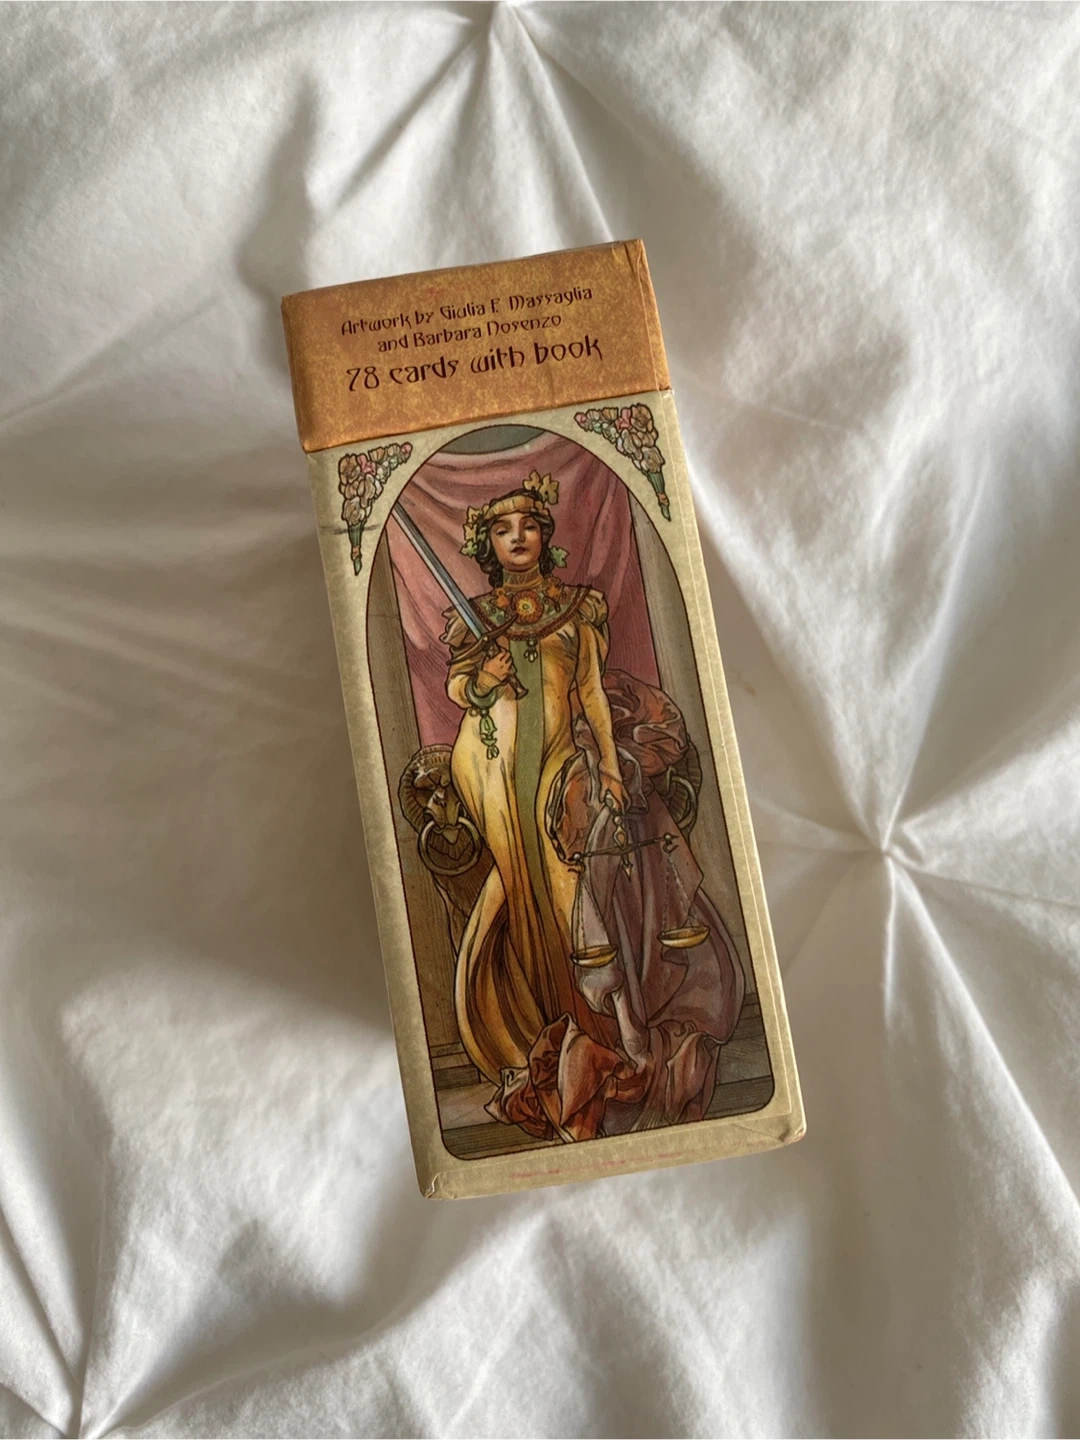 Artwork by Giulia F. Massaglia
and Barbara Nosenzo
78 cards with book